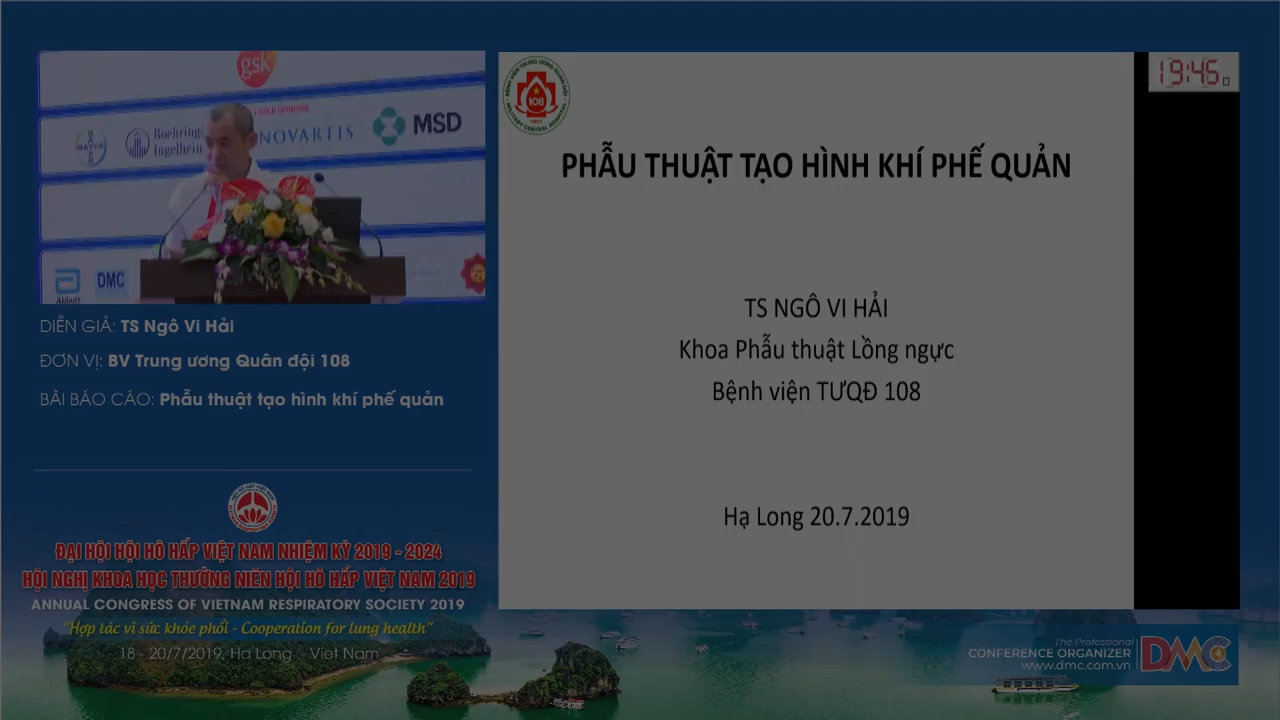 gsk
BAYER
Boehringer
Ingelheim
NOVARTIS
MSD
Abbott
DMC
DIỄN GIẢ: TS Ngô Vi Hải
ĐƠN VỊ: BV Trung ương Quân đội 108
BÀI BÁO CÁO: Phẫu thuật tạo hình khí phế quản
ĐẠI HỘI HỘI HÔ HẤP VIỆT NAM NHIỆM KỲ 2019 - 2024
HỘI NGHỊ KHOA HỌC THƯỜNG NIÊN HỘI HÔ HẤP VIỆT NAM 2019
ANNUAL CONGRESS OF VIETNAM RESPIRATORY SOCIETY 2019
"Hợp tác vì sức khỏe phổi - Cooperation for lung health"
18 - 20/7/2019, Ha Long - Viet Nam
108
PHẪU THUẬT TẠO HÌNH KHÍ PHẾ QUẢN
TS NGÔ VI HẢI
Khoa Phẫu thuật Lồng ngực
Bệnh viện TƯQĐ 108
Hạ Long 20.7.2019
19:45
The Professional
CONFERENCE ORGANIZER
www.dmc.com.vn
DMC